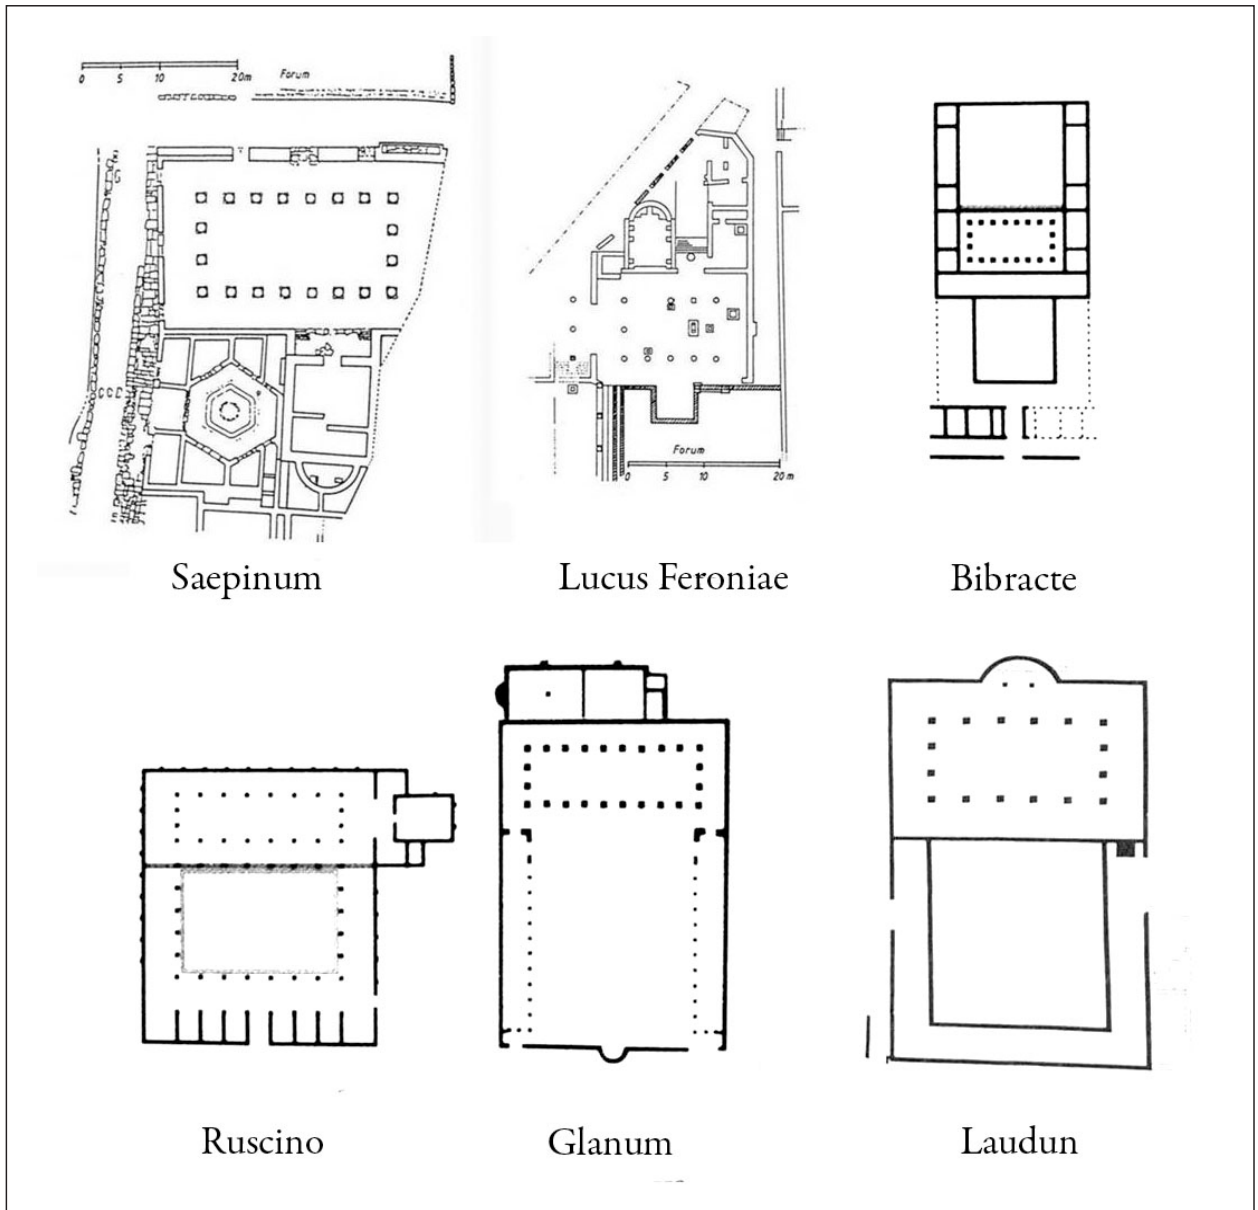 0 5 10 20m Forum
Forum
0 5 10 20 m
Saepinum
Lucus Feroniae
Bibracte
Ruscino
Glanum
Laudun